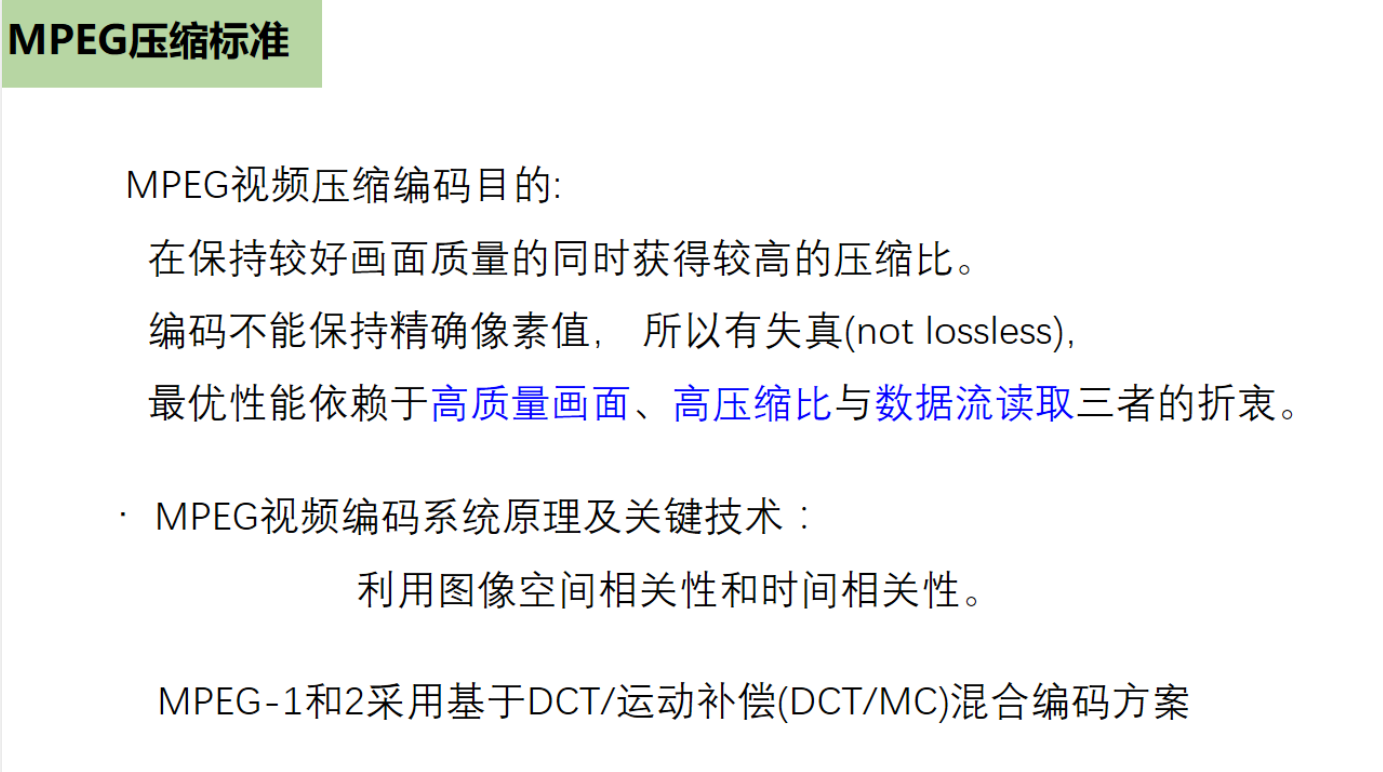 MPEG压缩标准
MPEG视频压缩编码目的:
在保持较好画面质量的同时获得较高的压缩比。
编码不能保持精确像素值, 所以有失真(not lossless),
最优性能依赖于高质量画面、高压缩比与数据流读取三者的折衷。
· MPEG视频编码系统原理及关键技术：
利用图像空间相关性和时间相关性。
MPEG-1和2采用基于DCT/运动补偿(DCT/MC)混合编码方案